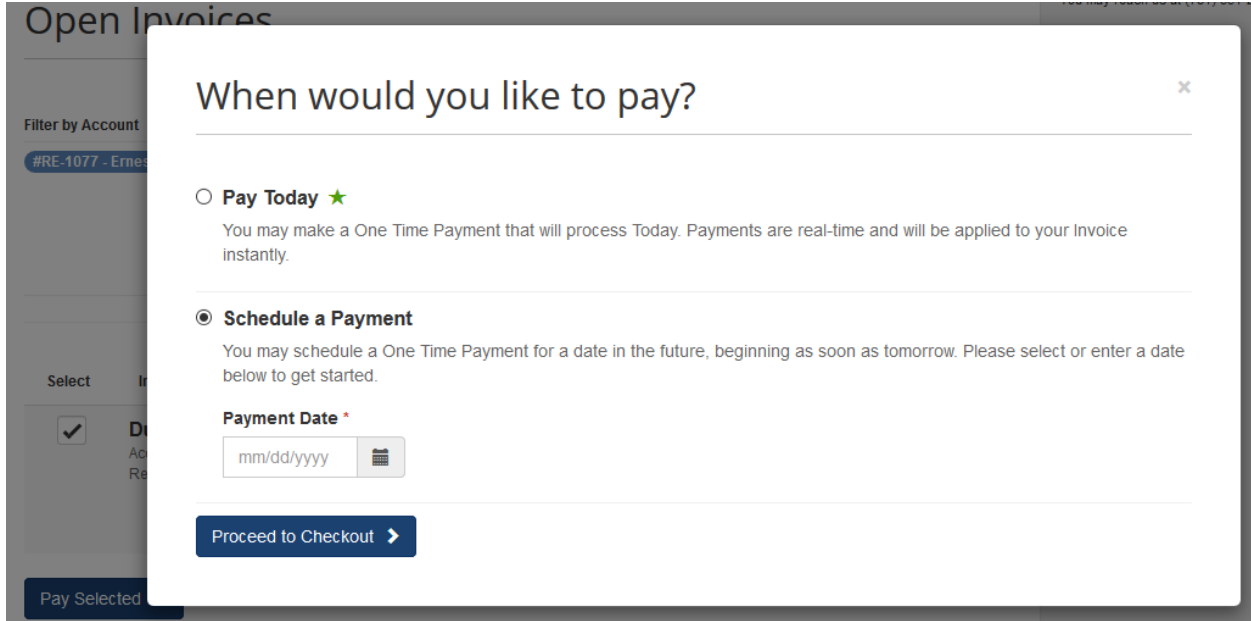 Open Invoices
When would you like to pay?
×
Filter by Account
#RE-1077 - Ernes
Pay Today
You may make a One Time Payment that will process Today. Payments are real-time and will be applied to your Invoice
instantly.
Schedule a Payment
You may schedule a One Time Payment for a date in the future, beginning as soon as tomorrow. Please select or enter a date
below to get started.
Select
Payment Date *
mm/dd/yyyy
Proceed to Checkout
Pay Selected